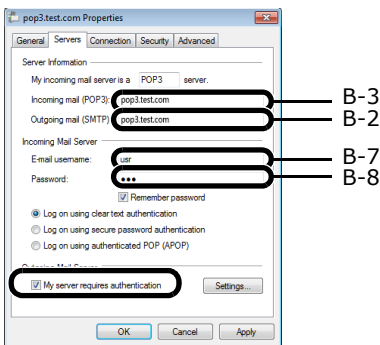 pop3.test.com Properties
General Servers Connection Security Advanced
Server Information
My incoming mail server is a POP3 server.
Incoming mail (POP3): pop3.test.com B-3
Outgoing mail (SMTP): pop3.test.com B-2
Incoming Mail Server
E-mail username: usr B-7
Password: ••• B-8
Remember password
Log on using clear text authentication
Log on using secure password authentication
Log on using authenticated POP (APOP)
Outgoing Mail Server
My server requires authentication Settings...
OK Cancel Apply